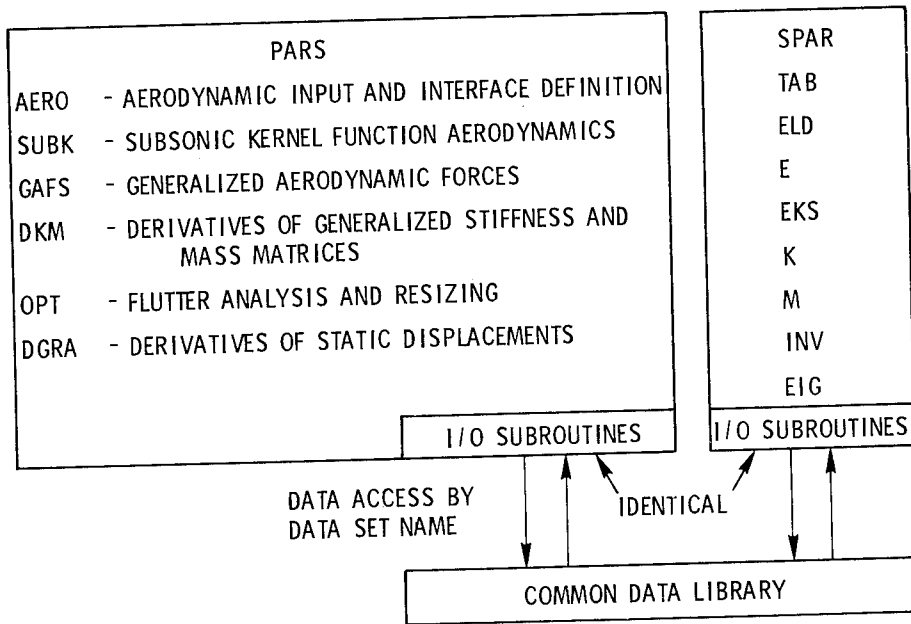 PARS
AERO - AERODYNAMIC INPUT AND INTERFACE DEFINITION
SUBK - SUBSONIC KERNEL FUNCTION AERODYNAMICS
GAFS - GENERALIZED AERODYNAMIC FORCES
DKM - DERIVATIVES OF GENERALIZED STIFFNESS AND
MASS MATRICES
OPT - FLUTTER ANALYSIS AND RESIZING
DGRA - DERIVATIVES OF STATIC DISPLACEMENTS
I/O SUBROUTINES
SPAR
TAB
ELD
E
EKS
K
M
INV
EIG
I/O SUBROUTINES
DATA ACCESS BY
DATA SET NAME
IDENTICAL
COMMON DATA LIBRARY